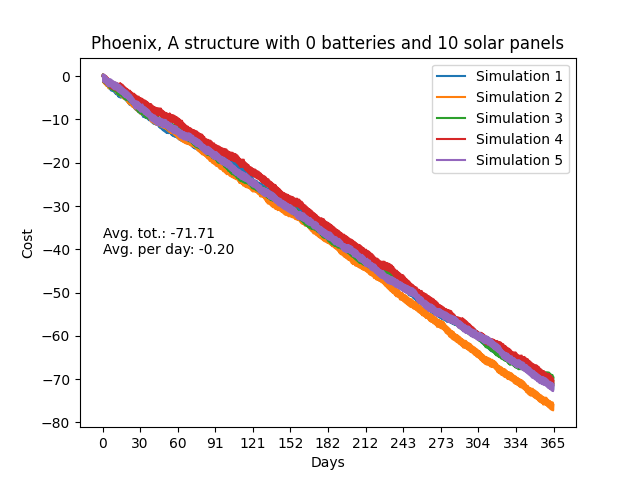 Phoenix, A structure with 0 batteries and 10 solar panels
Simulation 1
Simulation 2
Simulation 3
Simulation 4
Simulation 5
Cost
0
−10
−20
−30
−40
−50
−60
−70
−80
Avg. tot.: -71.71
Avg. per day: -0.20
0 30 60 91 121 152 182 212 243 273 304 334 365
Days